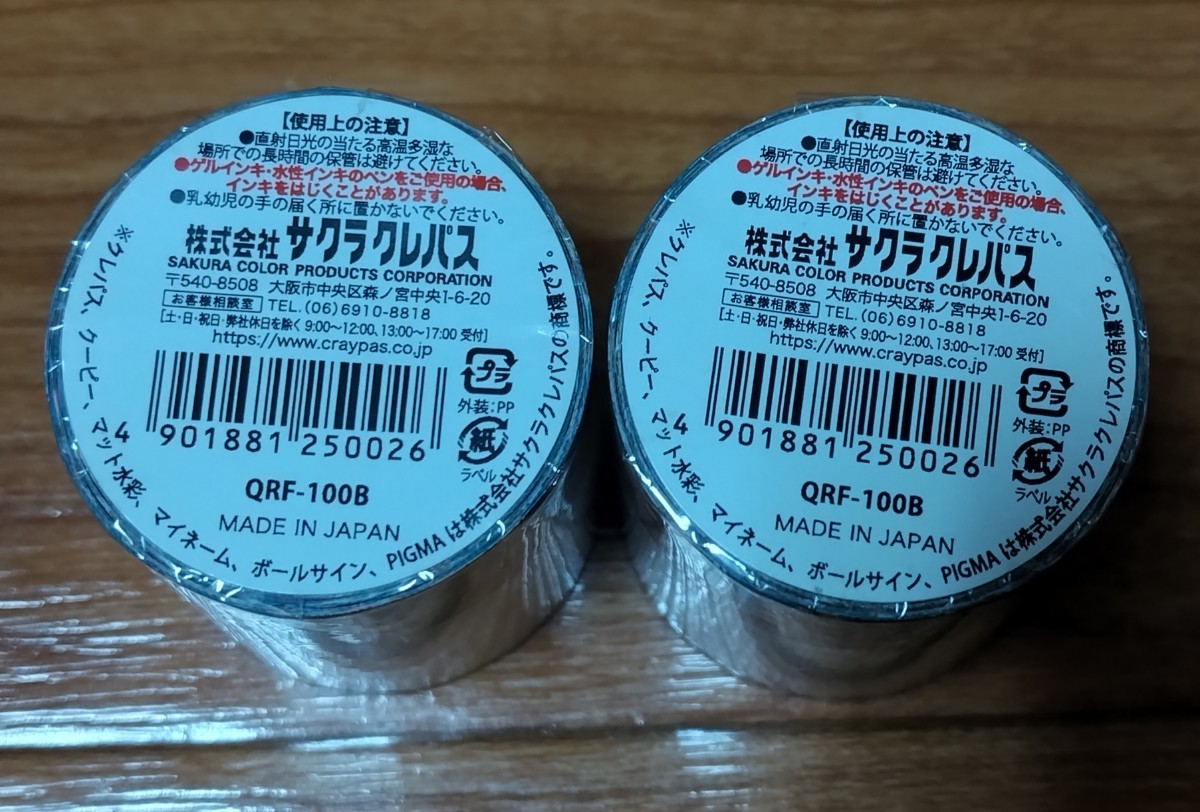 【使用上の注意】
●直射日光の当たる高温多湿な
場所での長時間の保管は避けてください。
●ゲルインキ・水性インキのペンをご使用の場合、
インキをはじくことがあります。
●乳幼児の手の届く所に置かないでください。
株式会社 サクラクレパス
SAKURA COLOR PRODUCTS CORPORATION
〒540-8508 大阪市中央区森ノ宮中央1-6-20
お客様相談室 TEL.(06)6910-8818
[土・日・祝日・弊社休日を除く 9:00〜12:00、13:00〜17:00 受付]
https://www.craypas.co.jp
プラ
外装:PP
紙
ラベル
4 901881 250026
QRF-100B
MADE IN JAPAN
※クレパス、クーピー、マット水彩、マイネーム、ボールサイン、PIGMAは株式会社サクラクレパスの商標です。
【使用上の注意】
●直射日光の当たる高温多湿な
場所での長時間の保管は避けてください。
●ゲルインキ・水性インキのペンをご使用の場合、
インキをはじくことがあります。
●乳幼児の手の届く所に置かないでください。
株式会社 サクラクレパス
SAKURA COLOR PRODUCTS CORPORATION
〒540-8508 大阪市中央区森ノ宮中央1-6-20
お客様相談室 TEL.(06)6910-8818
[土・日・祝日・弊社休日を除く 9:00〜12:00、13:00〜17:00 受付]
https://www.craypas.co.jp
プラ
外装:PP
紙
ラベル
4 901881 250026
QRF-100B
MADE IN JAPAN
※クレパス、クーピー、マット水彩、マイネーム、ボールサイン、PIGMAは株式会社サクラクレパスの商標です。